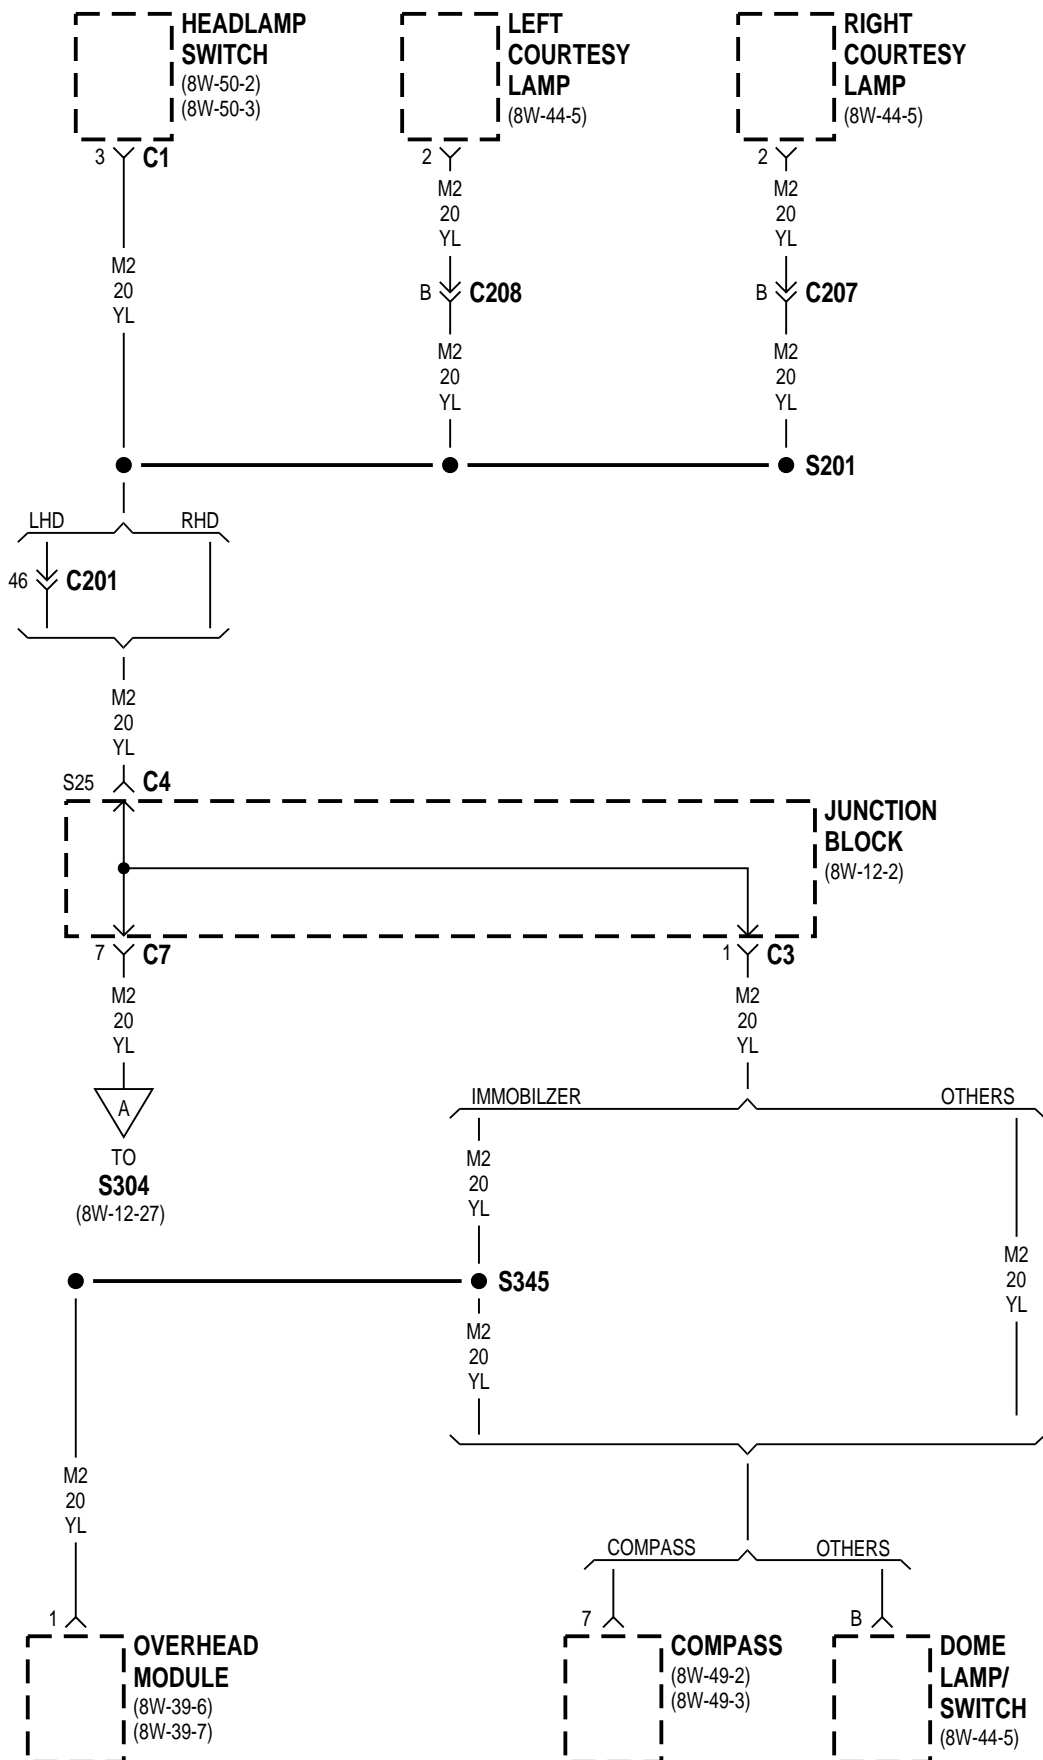 HEADLAMP
SWITCH
(8W-50-2)
(8W-50-3)
LEFT
COURTESY
LAMP
(8W-44-5)
RIGHT
COURTESY
LAMP
(8W-44-5)
3 C1
2
2
M2
20
YL
M2
20
YL
M2
20
YL
B C208
B C207
M2
20
YL
M2
20
YL
S201
LHD RHD
46 C201
M2
20
YL
S25 C4
JUNCTION
BLOCK
(8W-12-2)
7 C7
1 C3
M2
20
YL
M2
20
YL
A
TO
S304
(8W-12-27)
IMMOBILZER OTHERS
M2
20
YL
S345
M2
20
YL
M2
20
YL
M2
20
YL
COMPASS OTHERS
1
7
B
OVERHEAD
MODULE
(8W-39-6)
(8W-39-7)
COMPASS
(8W-49-2)
(8W-49-3)
DOME
LAMP/
SWITCH
(8W-44-5)